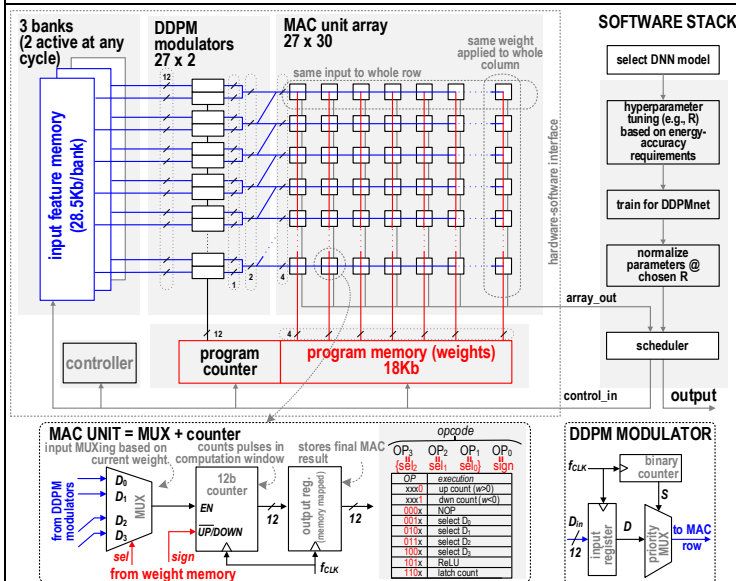 3 banks
(2 active at any
cycle)
DDPM
modulators
27 x 2
MAC unit array
27 x 30
same weight
applied to whole
column
same input to whole row
12
input feature memory
(28.5Kb/bank)
1
2
4
hardware-software interface
array_out
12
4
controller
program
counter
program memory (weights)
18Kb
control_in
SOFTWARE STACK
select DNN model
hyperparameter
tuning (e.g., R)
based on
energy-
accuracy
requirements
train for DDPMnet
normalize
parameters @
chosen R
scheduler
output
MAC UNIT = MUX + counter
input MUXing based on
current weight
counts pulses in
computation window
stores final MAC
result
from DDPM
modulators
D0
D1
D2
D3
MUX
sel
EN
12b
counter
UP/DOWN
sign
12
output reg.
(memory mapped)
12
fCLK
from weight memory
opcode
OP3 OP2 OP1 OP0
{sel2 sel1 sel0} sign
OP execution
xxx0 up count (w>0)
xxx1 dwn count (w<0)
000x NOP
001x select D0
010x select D1
011x select D2
100x select D3
101x ReLU
110x latch count
DDPM MODULATOR
fCLK
binary
counter
S
Din
12
input
register
D
priority
MUX
to MAC
row